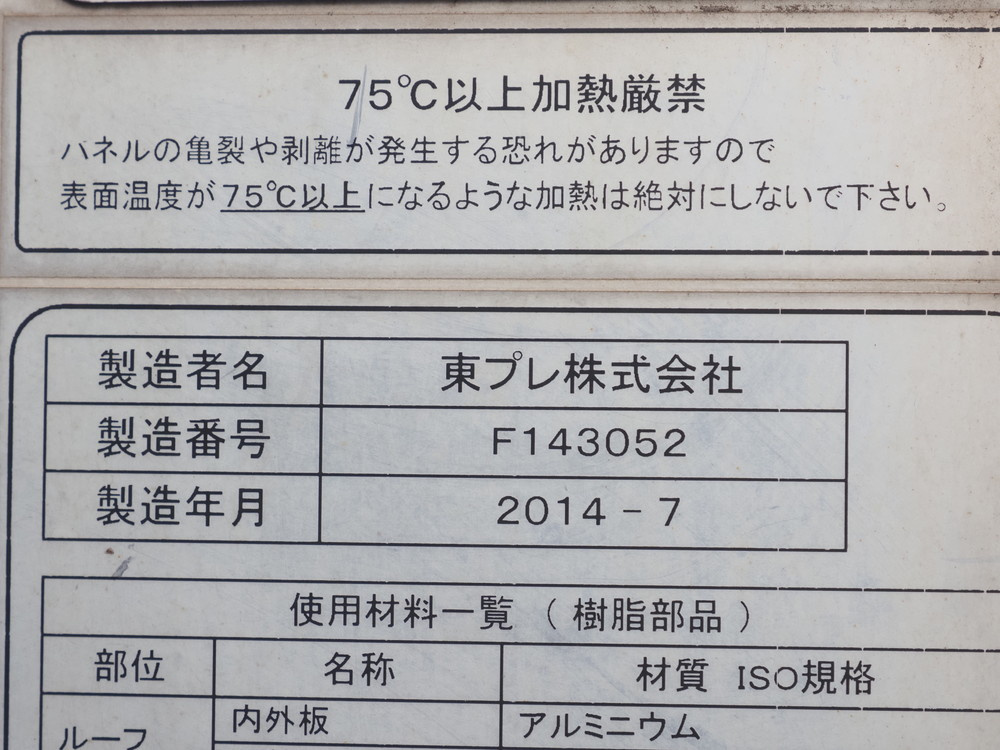 75℃以上加熱厳禁
パネルの亀裂や剥離が発生する恐れがありますので
表面温度が75℃以上になるような加熱は絶対にしないで下さい。
製造者名 東プレ株式会社
製造番号 F143052
製造年月 2014 - 7
使用材料一覧 （ 樹脂部品 ）
部位 名称 材質 ISO規格
ルーフ 内外板 アルミニウム